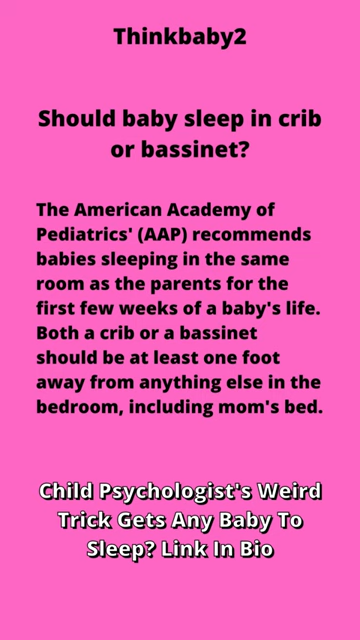 Thinkbaby2
Should baby sleep in crib
or bassinet?
The American Academy of
Pediatrics' (AAP) recommends
babies sleeping in the same
room as the parents for the
first few weeks of a baby's life.
Both a crib or a bassinet
should be at least one foot
away from anything else in the
bedroom, including mom's bed.
Child Psychologist's Weird
Trick Gets Any Baby To
Sleep? Link In Bio